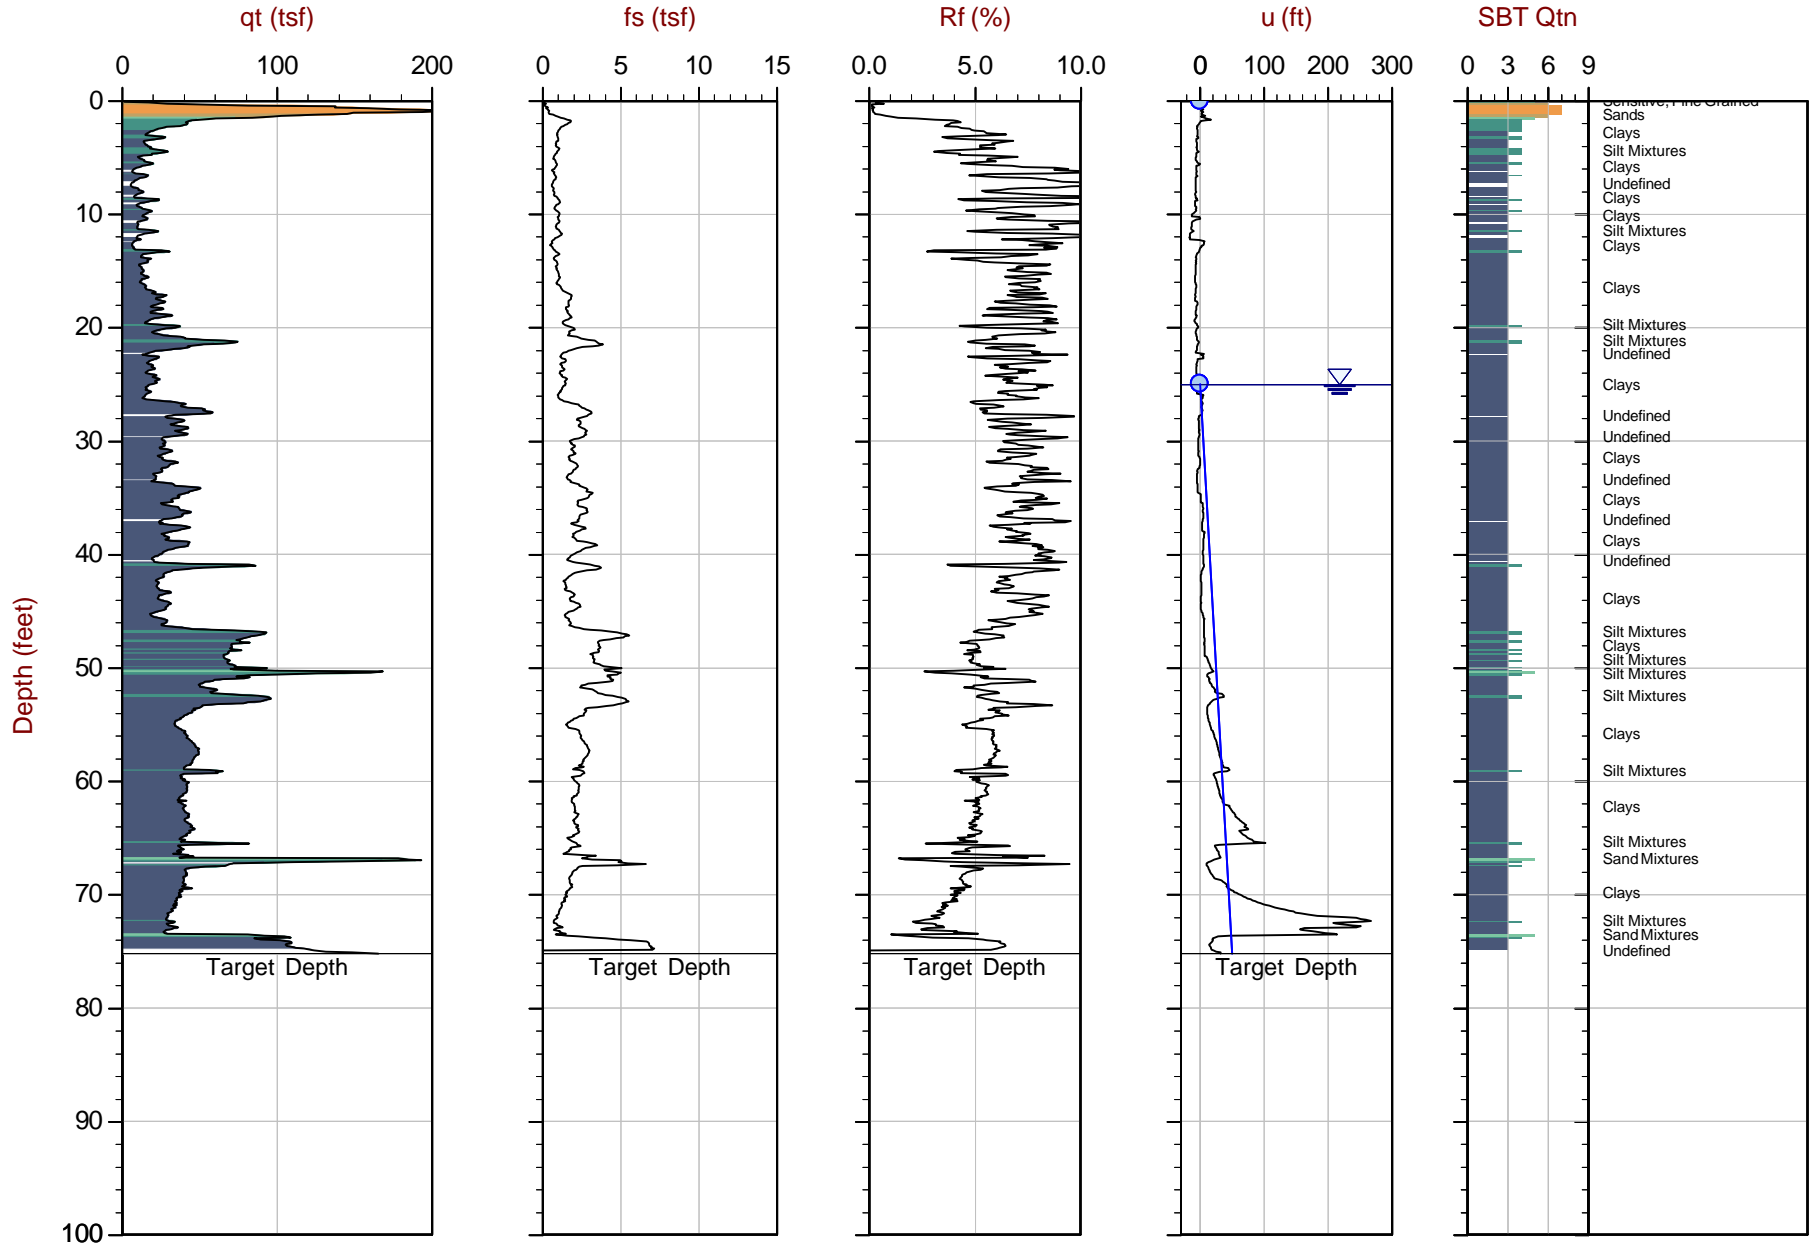 qt (tsf) fs (tsf) Rf (%) u (ft) SBT Qtn
0 100 200 0 5 10 15 0.0 5.0 10.0 0 100 200 300 0 3 6 9
0
10
20
30
40
50
60
70
80
90
100
Depth (feet)
Sensitive, Fine Grained
Sands
Clays
Silt Mixtures
Clays
Undefined
Clays
Clays
Silt Mixtures
Clays
Clays
Silt Mixtures
Silt Mixtures
Undefined
Clays
Undefined
Undefined
Clays
Undefined
Clays
Undefined
Clays
Undefined
Clays
Silt Mixtures
Clays
Silt Mixtures
Silt Mixtures
Silt Mixtures
Clays
Silt Mixtures
Clays
Silt Mixtures
Sand Mixtures
Clays
Silt Mixtures
Sand Mixtures
Undefined
Target Depth Target Depth Target Depth Target Depth